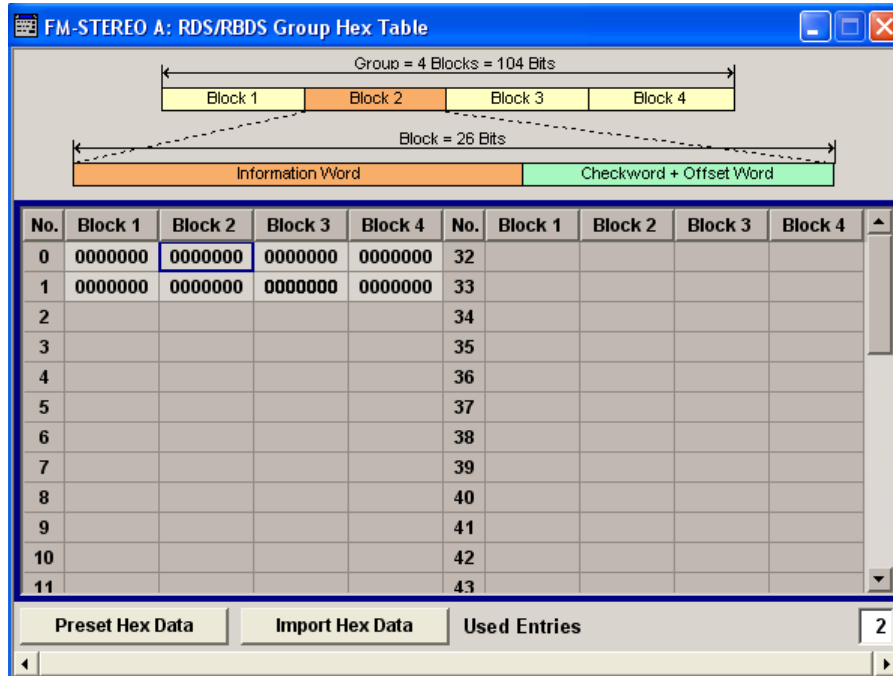 FM-STEREO A: RDS/RBDS Group Hex Table
Group = 4 Blocks = 104 Bits
Block 1 Block 2 Block 3 Block 4
Block = 26 Bits
Information Word Checkword + Offset Word
No. Block 1 Block 2 Block 3 Block 4 No. Block 1 Block 2 Block 3 Block 4
0 0000000 0000000 0000000 0000000 32
1 0000000 0000000 0000000 0000000 33
2 34
3 35
4 36
5 37
6 38
7 39
8 40
9 41
10 42
11 43
Preset Hex Data Import Hex Data Used Entries 2